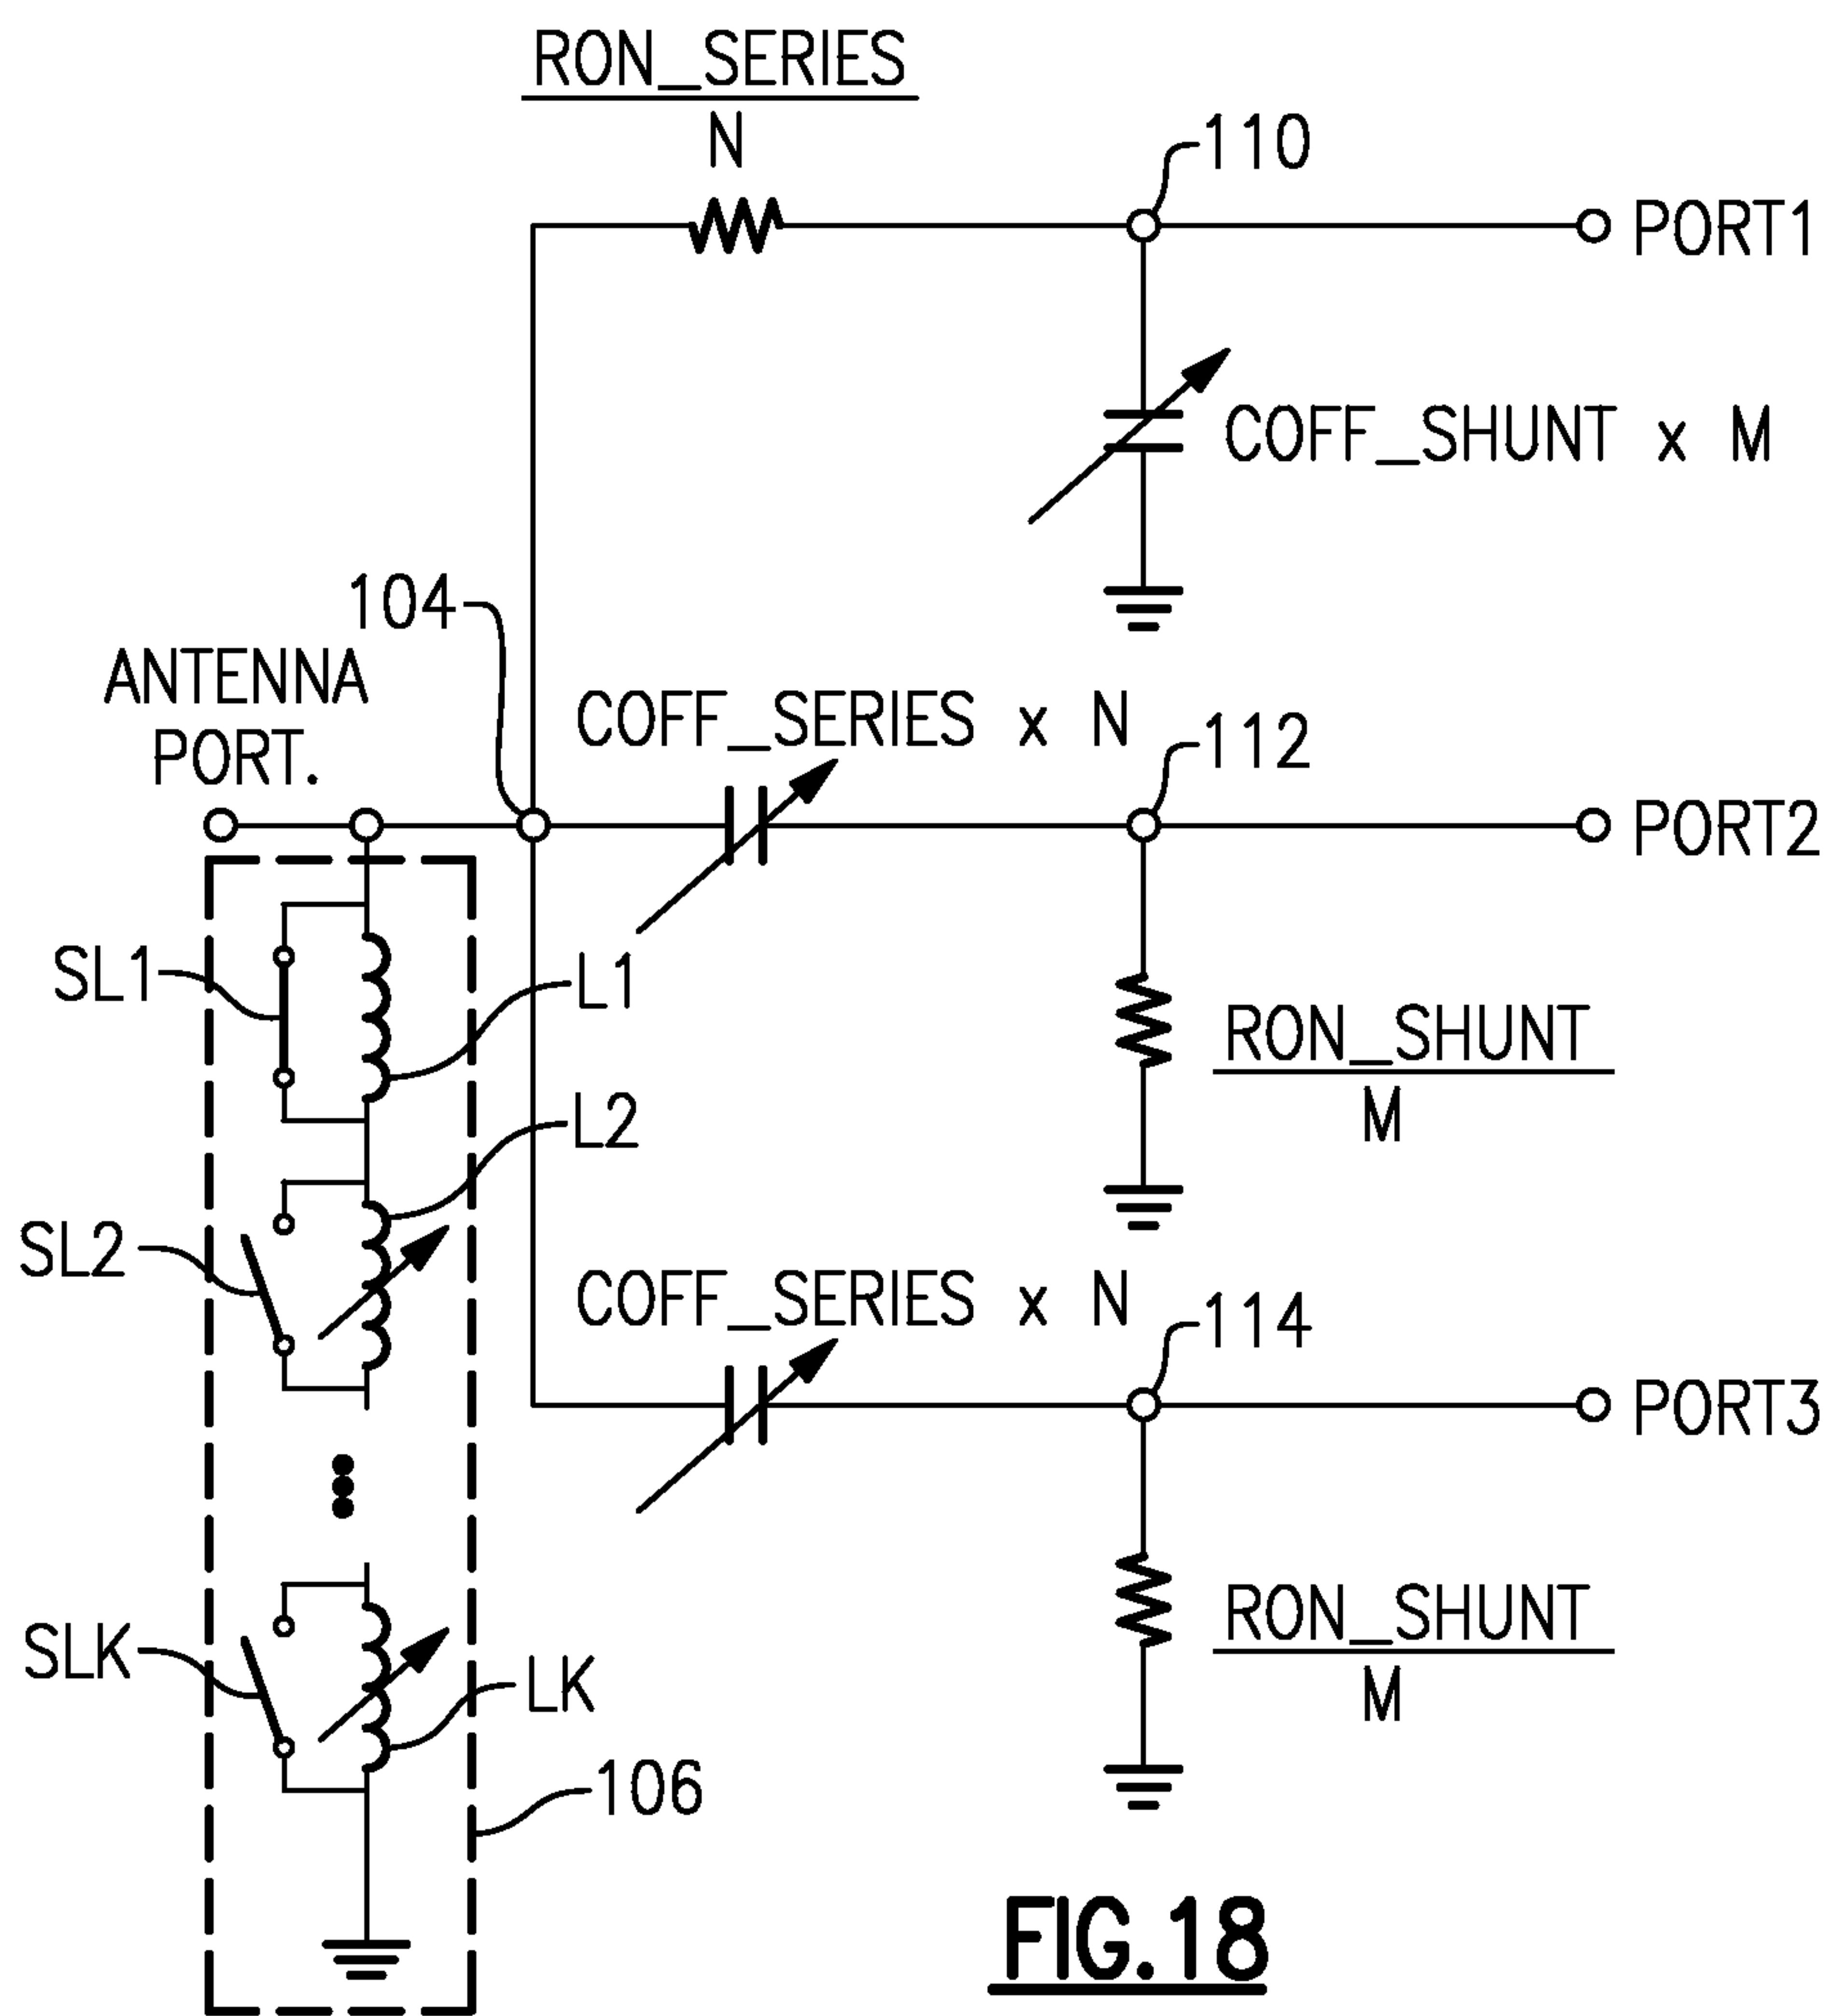 RON_SERIES
N
110
PORT1
COFF_SHUNT x M
104
ANTENNA
PORT.
COFF_SERIES x N
112
PORT2
SL1
L1
RON_SHUNT
M
L2
SL2
COFF_SERIES x N
114
PORT3
SLK
LK
RON_SHUNT
M
106
FIG.18